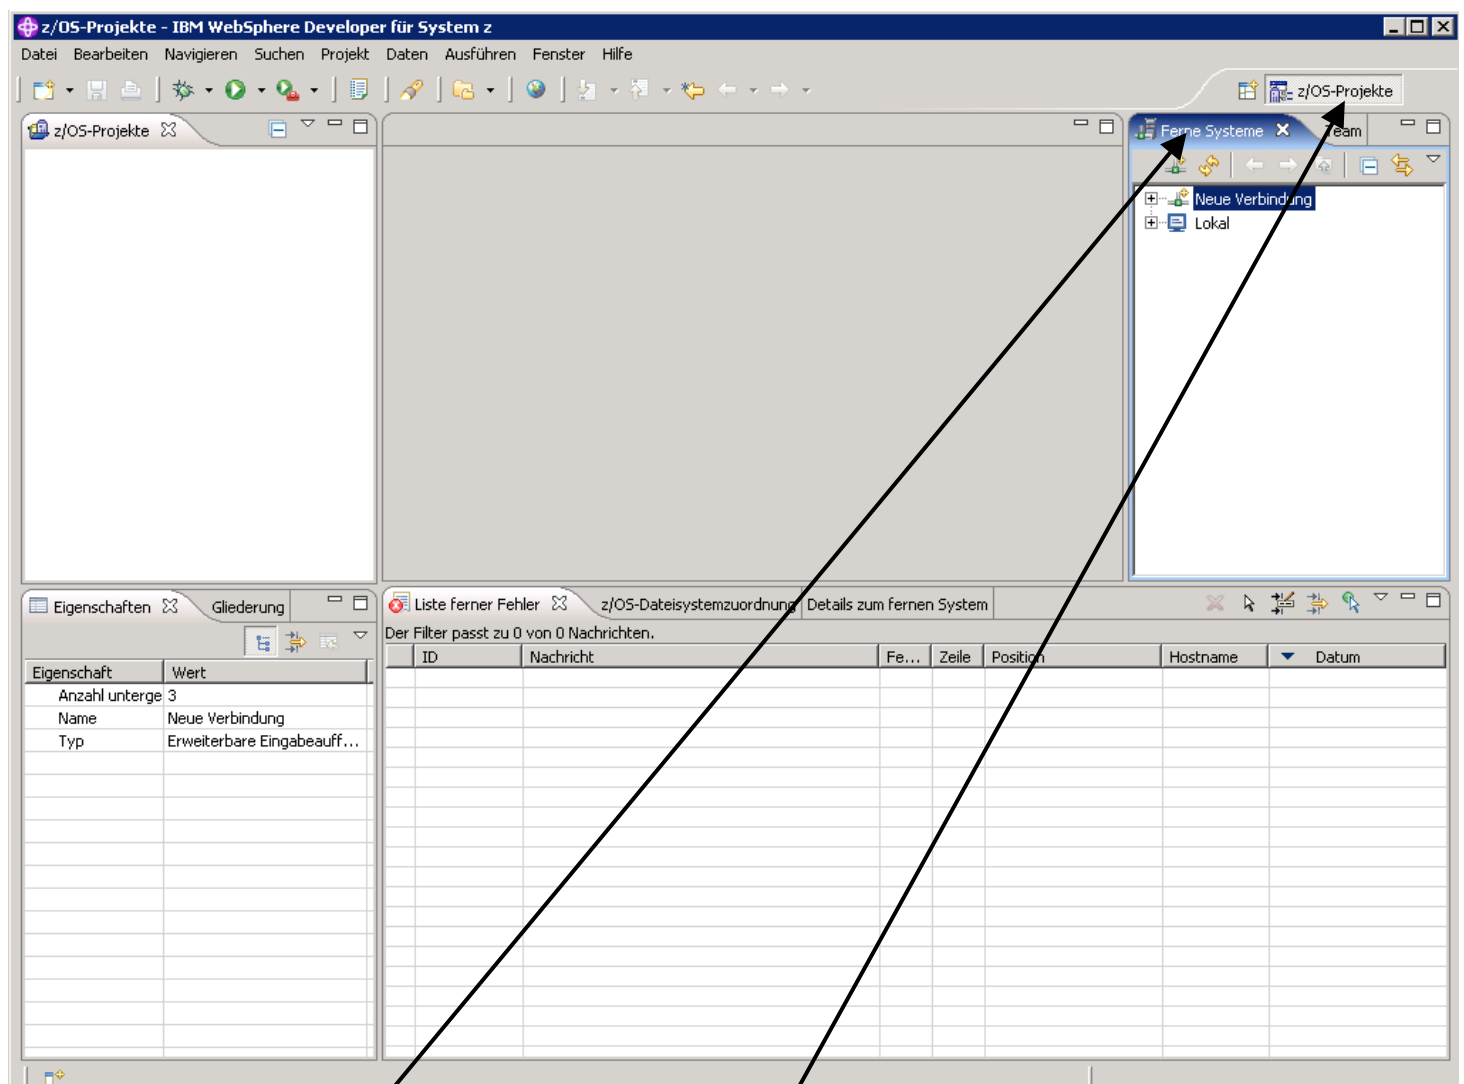 z/OS-Projekte - IBM WebSphere Developer für System z
Datei Bearbeiten Navigieren Suchen Projekt Daten Ausführen Fenster Hilfe
z/OS-Projekte
z/OS-Projekte
Ferne Systeme Team
Neue Verbindung
Lokal
Eigenschaften Gliederung
Eigenschaft Wert
Anzahl unterge 3
Name Neue Verbindung
Typ Erweiterbare Eingabeauff...
Liste ferner Fehler z/OS-Dateisystemzuordnung Details zum fernen System
Der Filter passt zu 0 von 0 Nachrichten.
ID Nachricht Fe... Zeile Position Hostname Datum